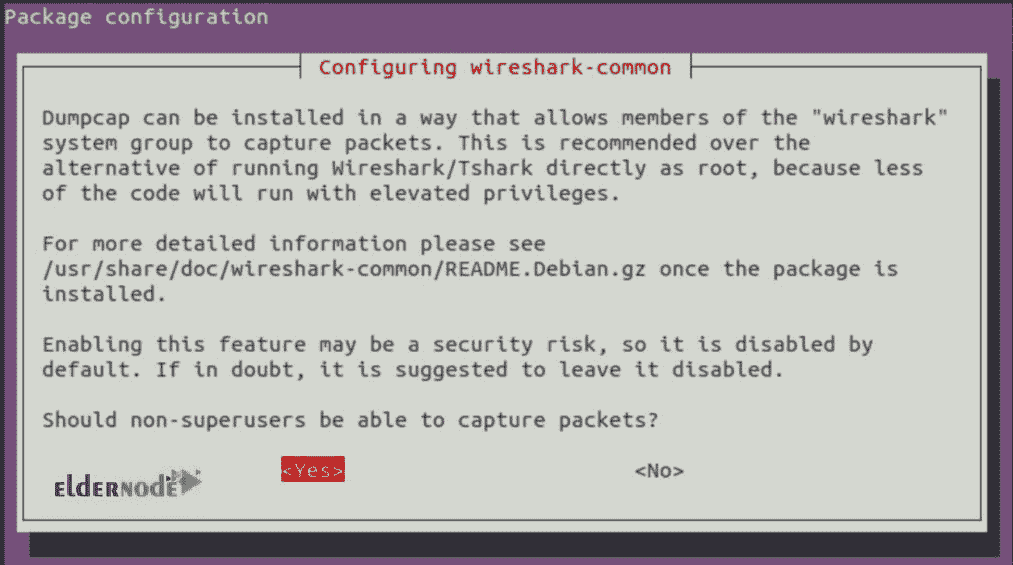 Package configuration
Configuring wireshark-common
Dumpcap can be installed in a way that allows members of the "wireshark"
system group to capture packets. This is recommended over the
alternative of running Wireshark/Tshark directly as root, because less
of the code will run with elevated privileges.
For more detailed information please see
/usr/share/doc/wireshark-common/README.Debian.gz once the package is
installed.
Enabling this feature may be a security risk, so it is disabled by
default. If in doubt, it is suggested to leave it disabled.
Should non-superusers be able to capture packets?
<Yes> <No>
ELDERNODE